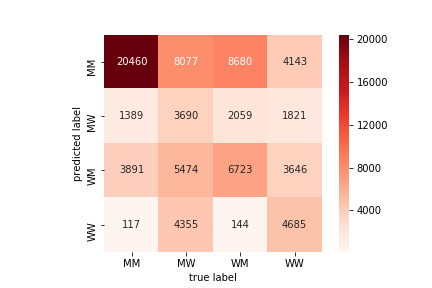 MM 20460 8077 8680 4143
MW 1389 3690 2059 1821
WM 3891 5474 6723 3646
WW 117 4355 144 4685
MM MW WM WW
true label
predicted label
20000
16000
12000
8000
4000